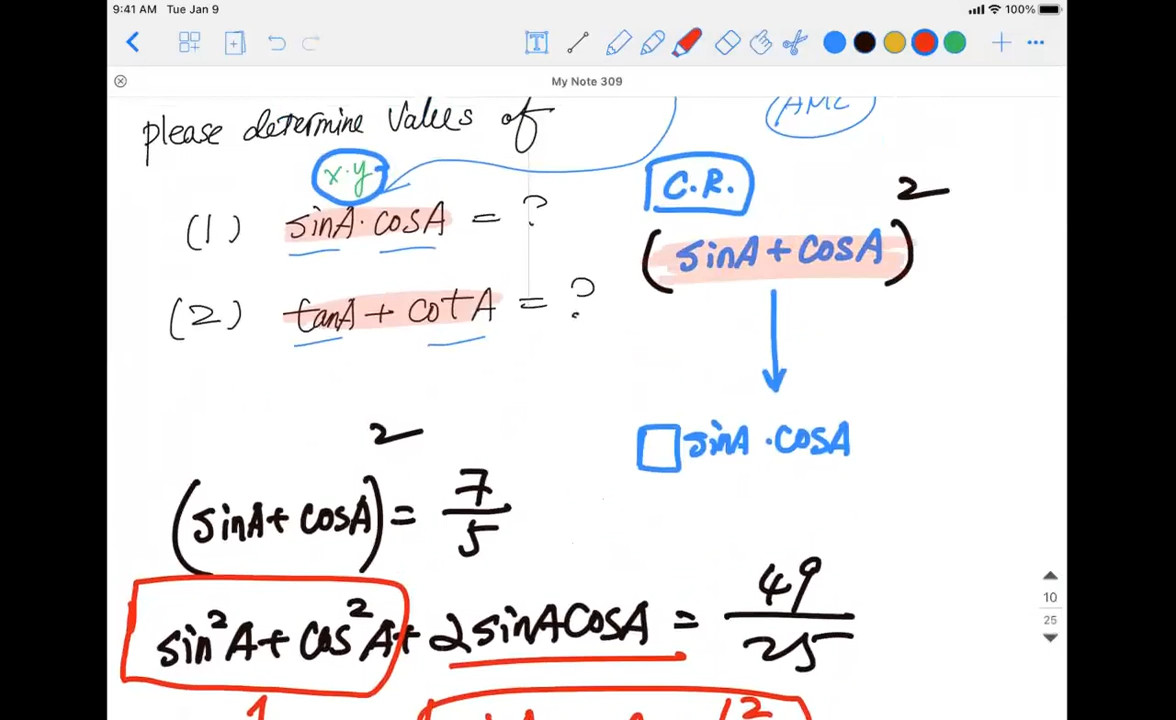 9:41 AM Tue Jan 9
100%
My Note 309
please determine Values of
AMC
x·y
C.R.
(1) sinA·cosA = ?
(sinA+cosA)²
(2) tanA + cotA = ?
□sinA·cosA
(sinA+cosA)² = 7/5
sin²A+cos²A+2sinAcosA = 49/25
10
25
1